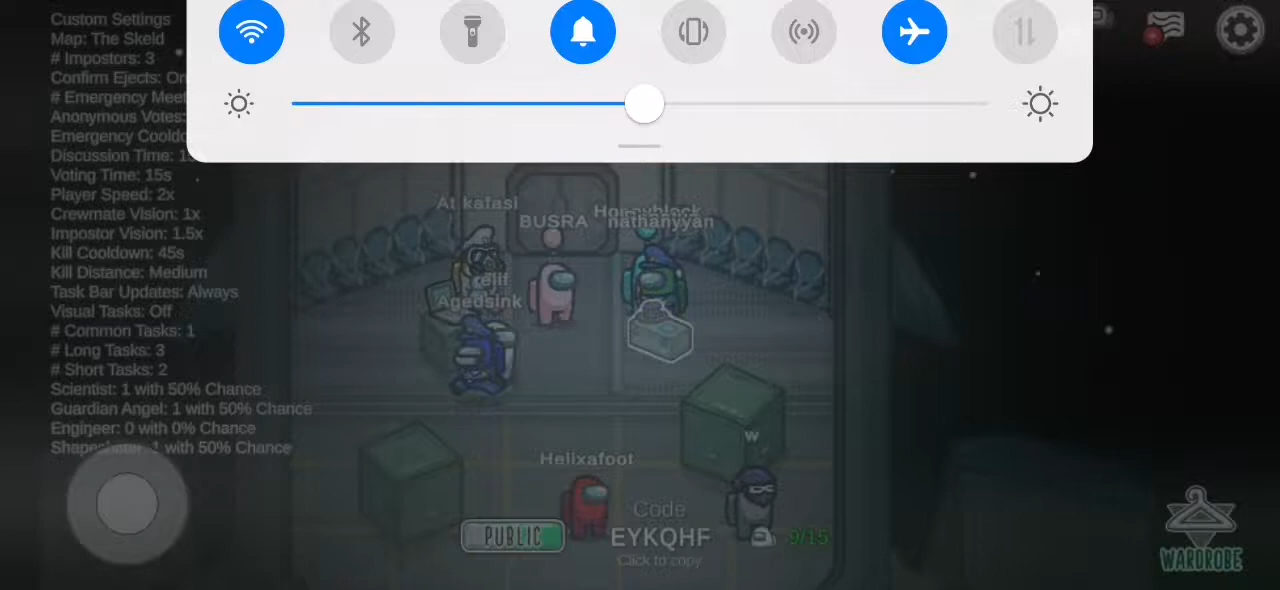 Custom Settings
Map: The Skeld
# Impostors: 3
Confirm Ejects:
# Emergency
Anonymous Votes:
Emergency
Discussion Time:
Voting Time: 15s
Player Speed: 2x
Crewmate Vision: 1x
Impostor Vision: 1.5x
Kill Cooldown: 45s
Kill Distance: Medium
Task Bar Updates: Always
Visual Tasks: Off
# Common Tasks: 1
# Long Tasks: 3
# Short Tasks: 2
Scientist: 1 with 50% Chance
Guardian Angel: 1 with 50% Chance
Engineer: 0 with 0% Chance
1 with 50% Chance
At kafasi
BUSRA
nathanyyan
Agedsink
W
Helixafoot
Code
PUBLIC
EYKQHF
9/15
Click to copy
WARDROBE